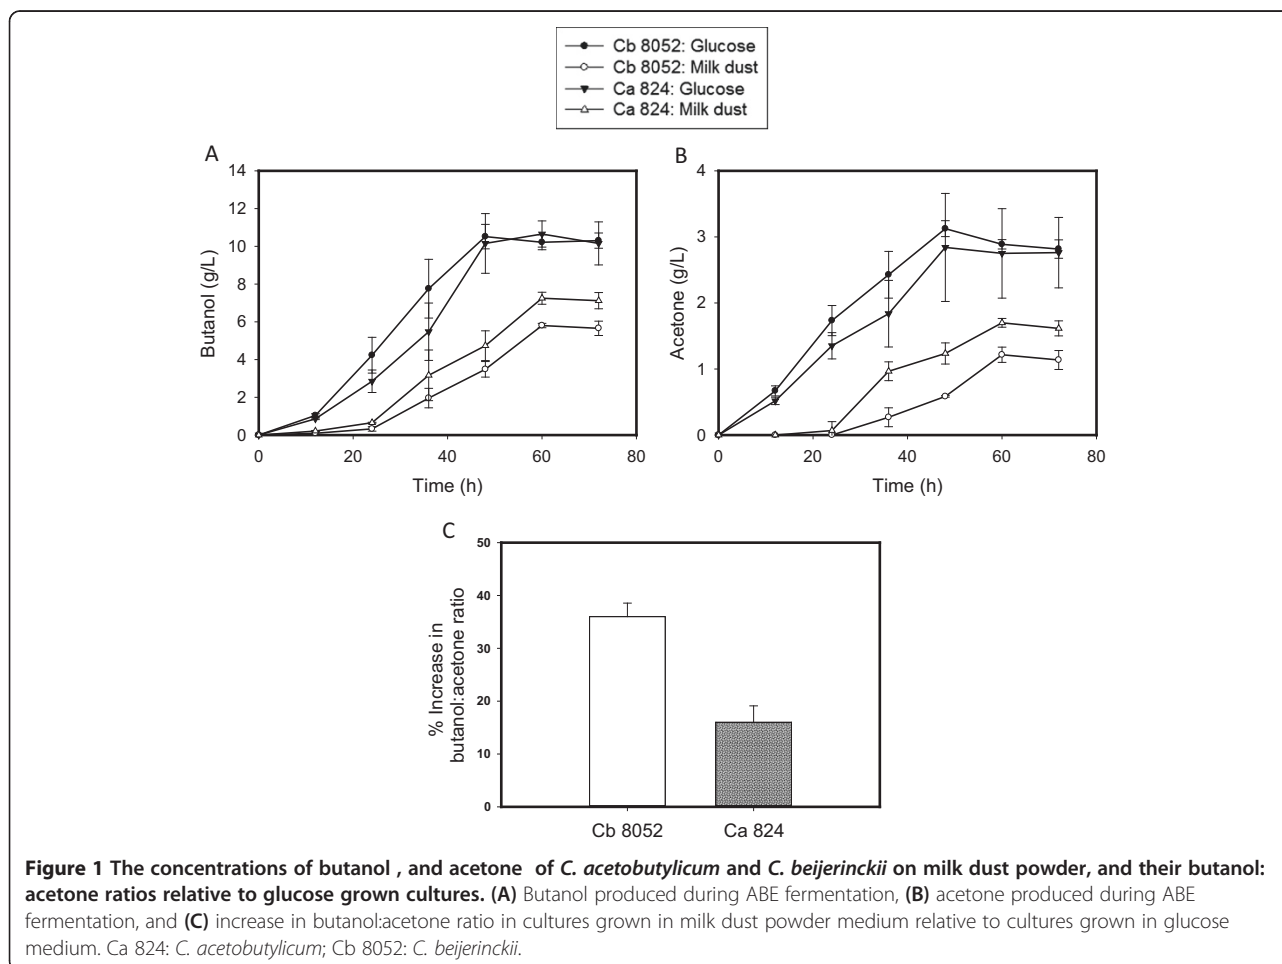 Cb 8052: Glucose
Cb 8052: Milk dust
Ca 824: Glucose
Ca 824: Milk dust
A
14
12
10
8
6
4
2
0
Butanol (g/L)
0 20 40 60 80
Time (h)
B
4
3
2
1
0
Acetone (g/L)
0 20 40 60 80
Time (h)
C
50
40
30
20
10
0
% Increase in
butanol:acetone ratio
Cb 8052 Ca 824
Figure 1 The concentrations of butanol , and acetone of C. acetobutylicum and C. beijerinckii on milk dust powder, and their butanol:
acetone ratios relative to glucose grown cultures. (A) Butanol produced during ABE fermentation, (B) acetone produced during ABE
fermentation, and (C) increase in butanol:acetone ratio in cultures grown in milk dust powder medium relative to cultures grown in glucose
medium. Ca 824: C. acetobutylicum; Cb 8052: C. beijerinckii.